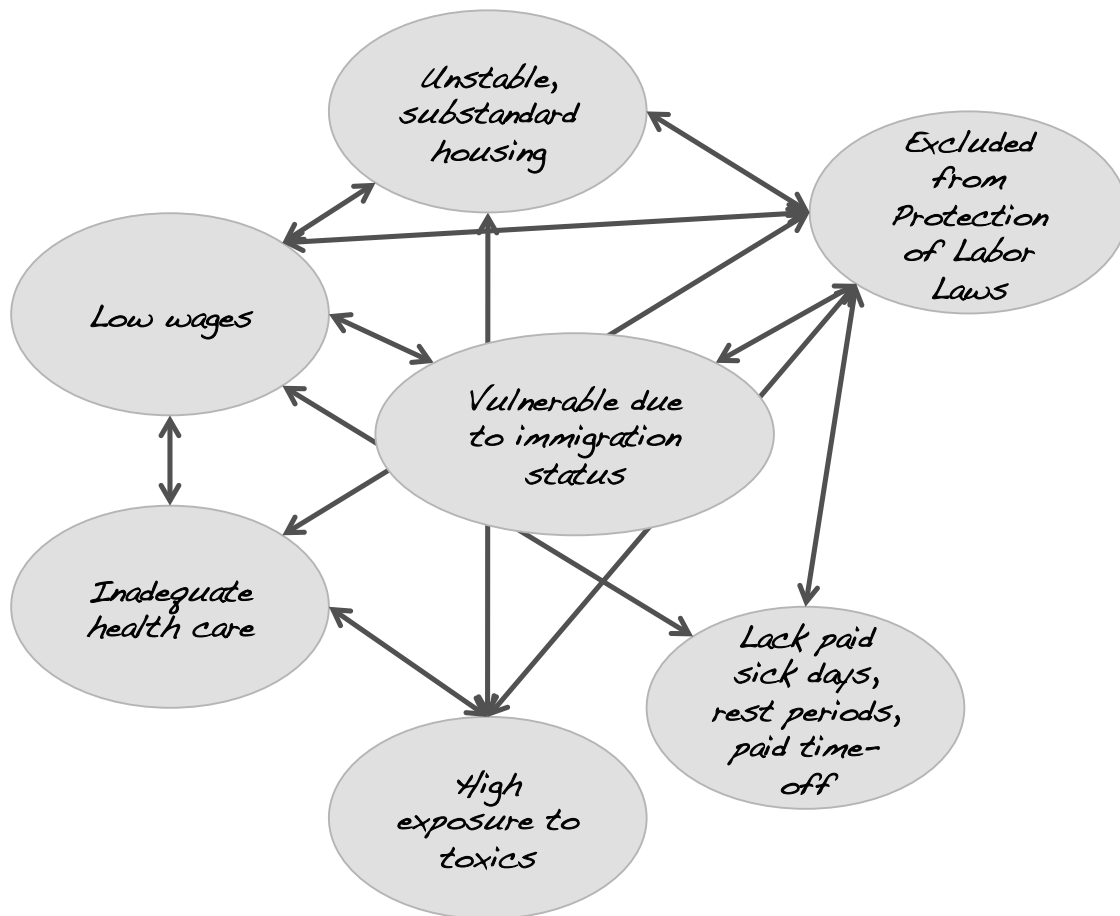 Unstable,
substandard
housing
Excluded
from
Protection
of Labor
Laws
Low wages
Vulnerable due
to immigration
status
Inadequate
health care
Lack paid
sick days,
rest periods,
paid time-
off
High
exposure to
toxics